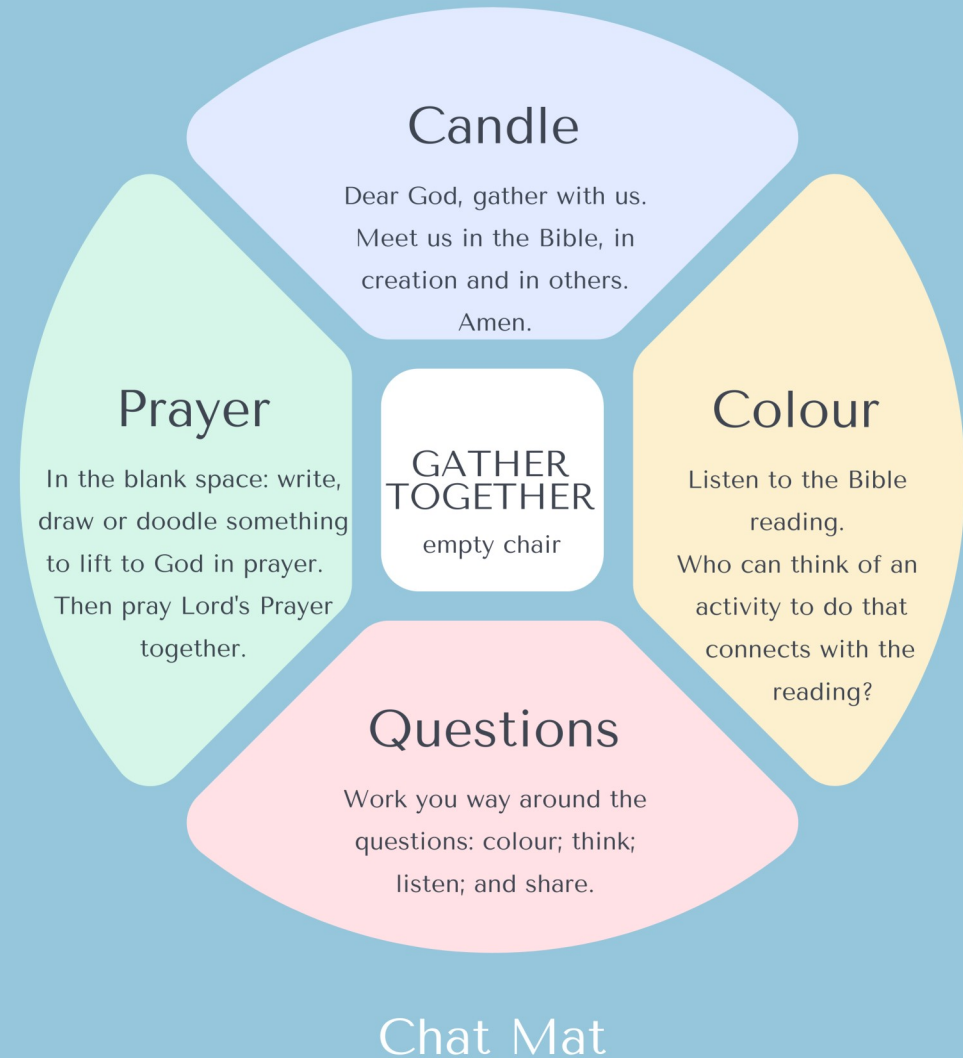 Candle
Dear God, gather with us.
Meet us in the Bible, in
creation and in others.
Amen.
Prayer
In the blank space: write,
draw or doodle something
to lift to God in prayer.
Then pray Lord's Prayer
together.
GATHER
TOGETHER
empty chair
Colour
Listen to the Bible
reading.
Who can think of an
activity to do that
connects with the
reading?
Questions
Work you way around the
questions: colour; think;
listen; and share.
Chat Mat